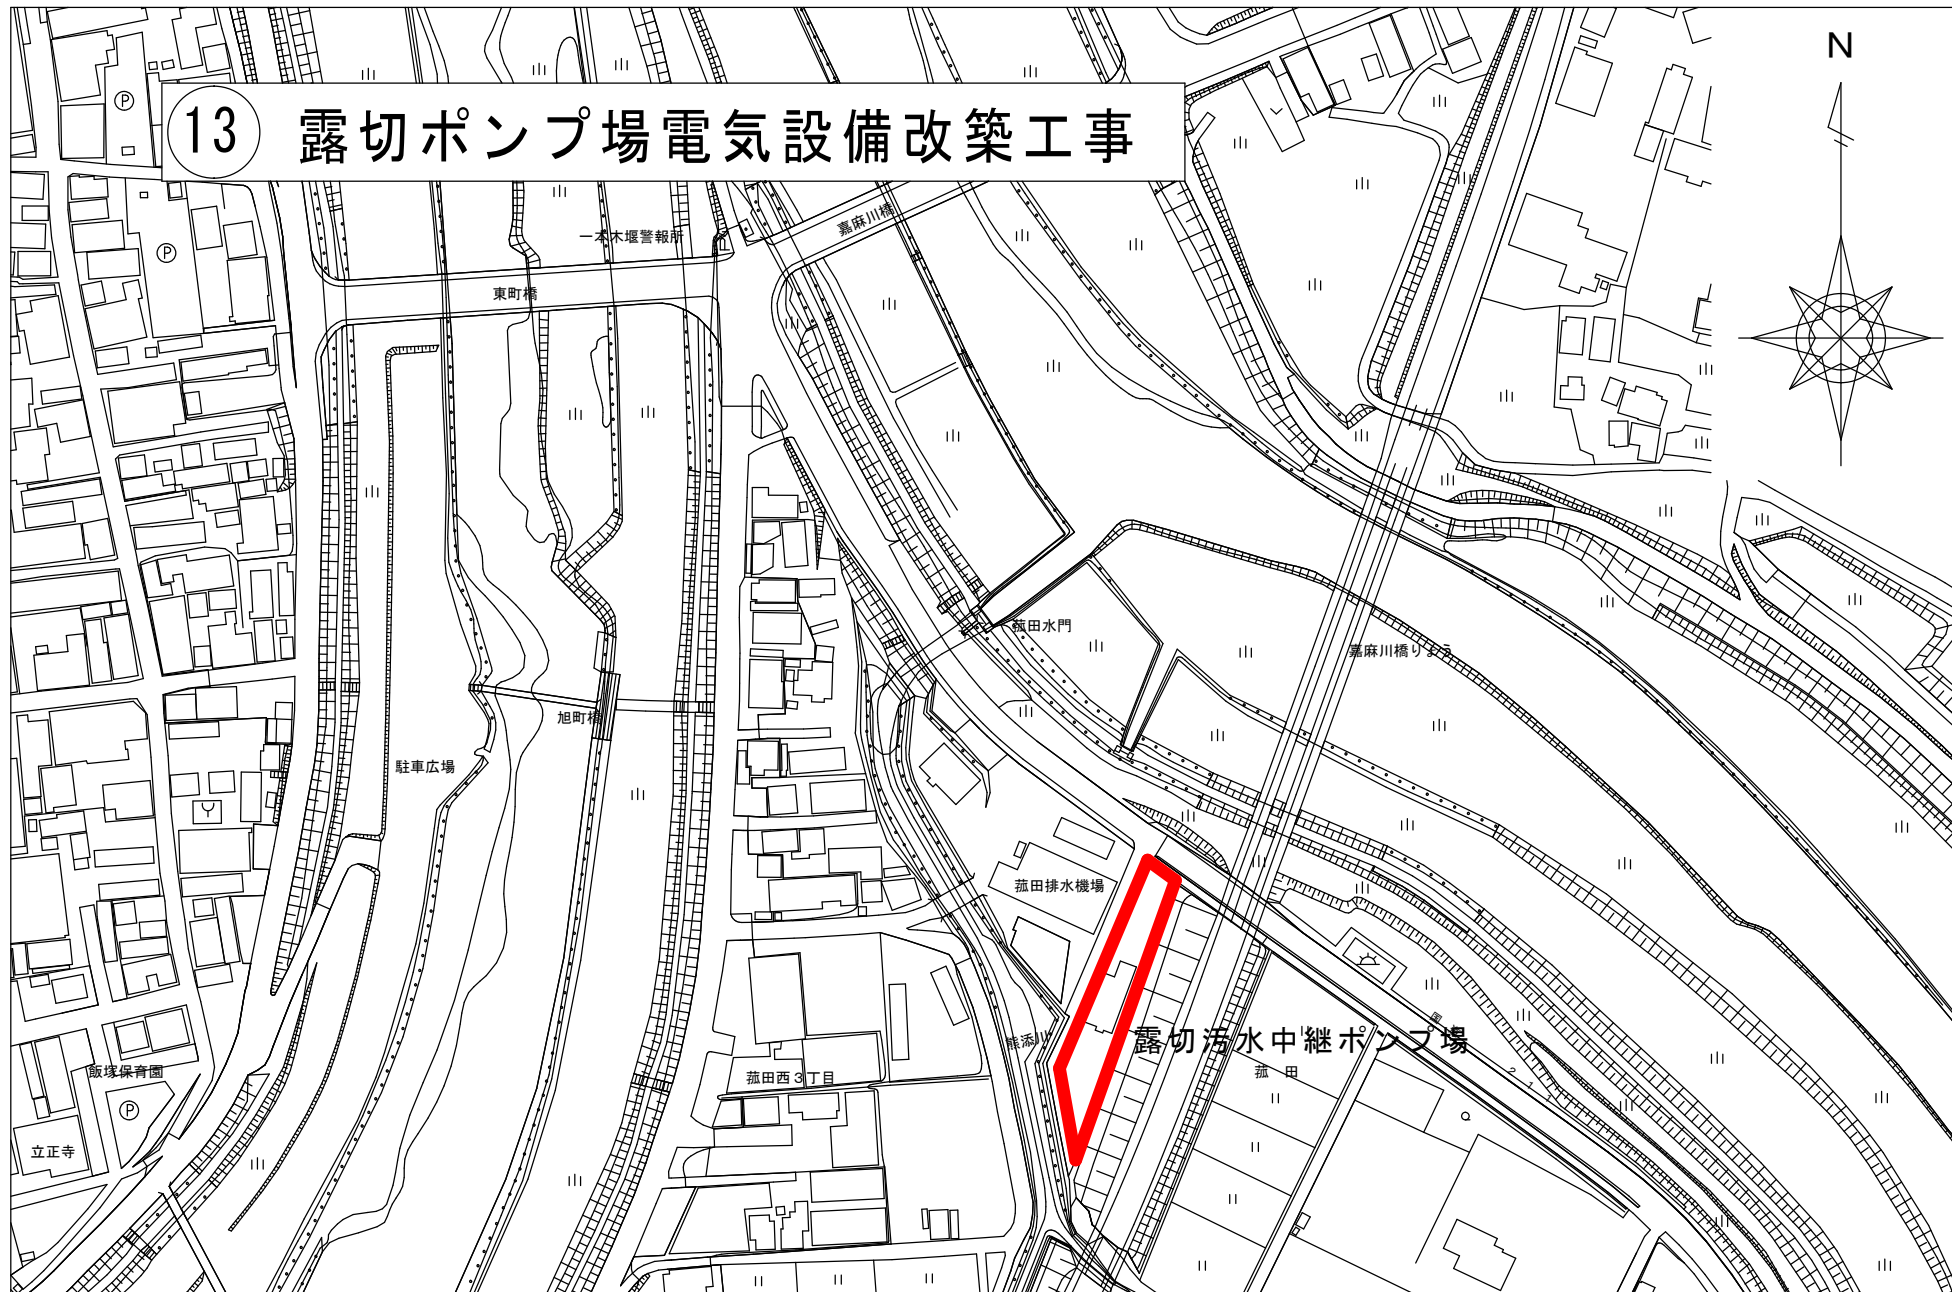 N
13 露切ポンプ場電気設備改築工事
P
P
一本木堰警報所
嘉麻川橋
東町橋
菰田水門
嘉麻川橋りょう
旭町橋
駐車広場
菰田排水機場
熊添川
露切汚水中継ポンプ場
菰田
国
飯塚保育園
菰田西3丁目
P
立正寺